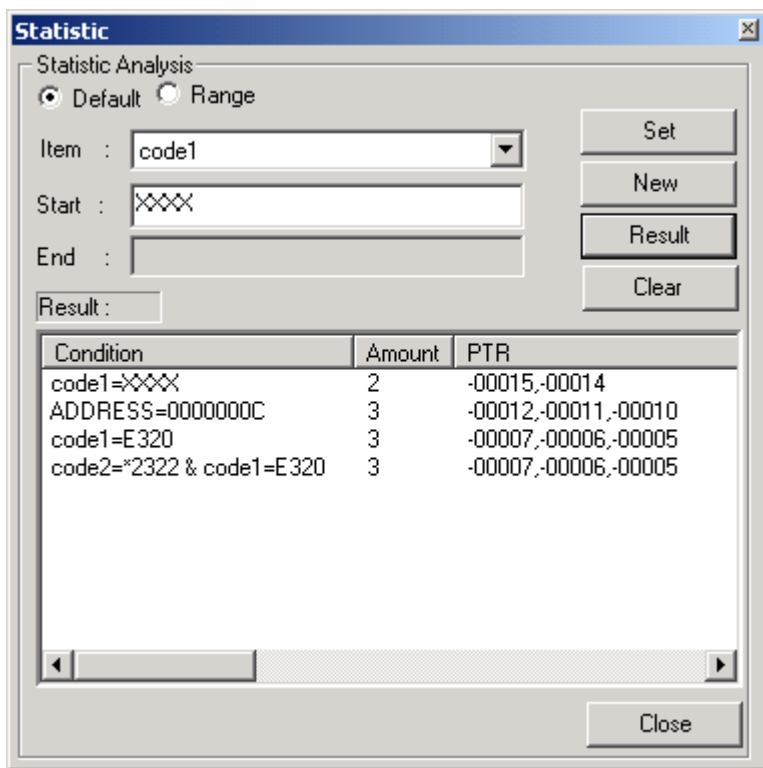 Statistic
Statistic Analysis
Default Range
Item : code1
Set
Start : XXXX
New
End :
Result
Clear
Result :
Condition Amount PTR
code1=XXXX 2 -00015,-00014
ADDRESS=0000000C 3 -00012,-00011,-00010
code1=E320 3 -00007,-00006,-00005
code2=*2322 & code1=E320 3 -00007,-00006,-00005
Close